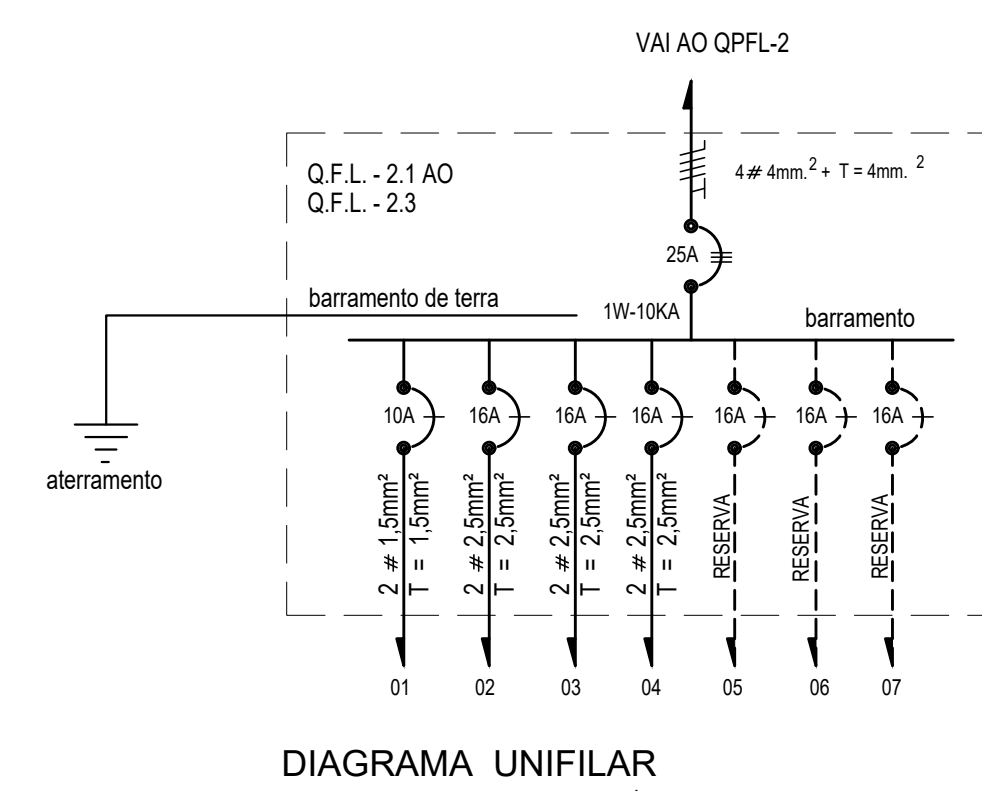 VAI AO QPFL-2
Q.F.L. - 2.1 AO
Q.F.L. - 2.3
4 # 4mm.² + T = 4mm. ²
25A
barramento de terra
1W-10KA
barramento
10A
16A
16A
16A
16A
16A
16A
aterramento
2 # 1,5mm²
T = 1,5mm²
2 # 2,5mm²
T = 2,5mm²
2 # 2,5mm²
T = 2,5mm²
2 # 2,5mm²
T = 2,5mm²
RESERVA
RESERVA
RESERVA
01
02
03
04
05
06
07
DIAGRAMA UNIFILAR